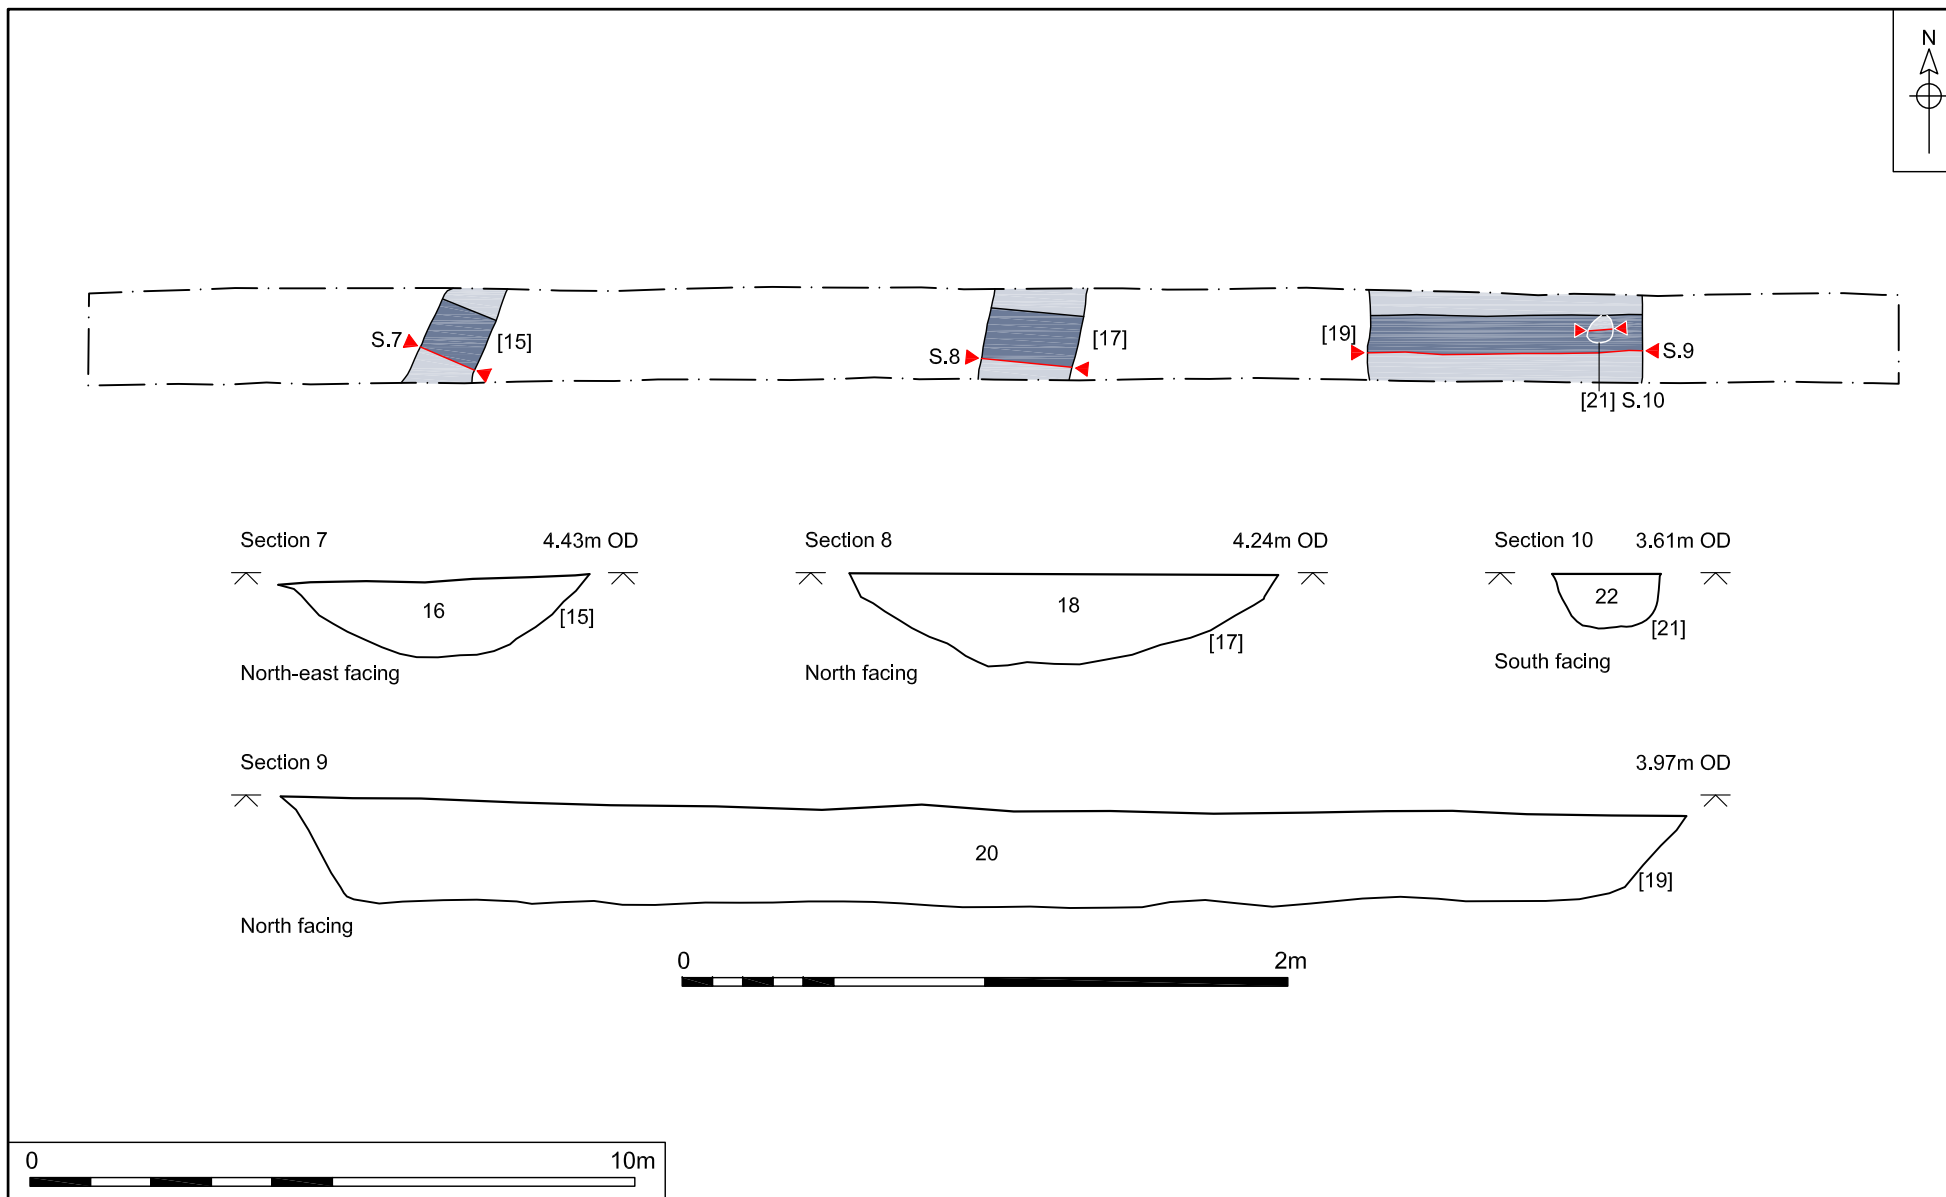 N
S.7
[15]
S.8
[17]
[19]
S.9
[21] S.10
Section 7 4.43m OD
16
[15]
North-east facing
Section 8 4.24m OD
18
[17]
North facing
Section 10 3.61m OD
22
[21]
South facing
Section 9 3.97m OD
20
[19]
North facing
0 2m
0 10m